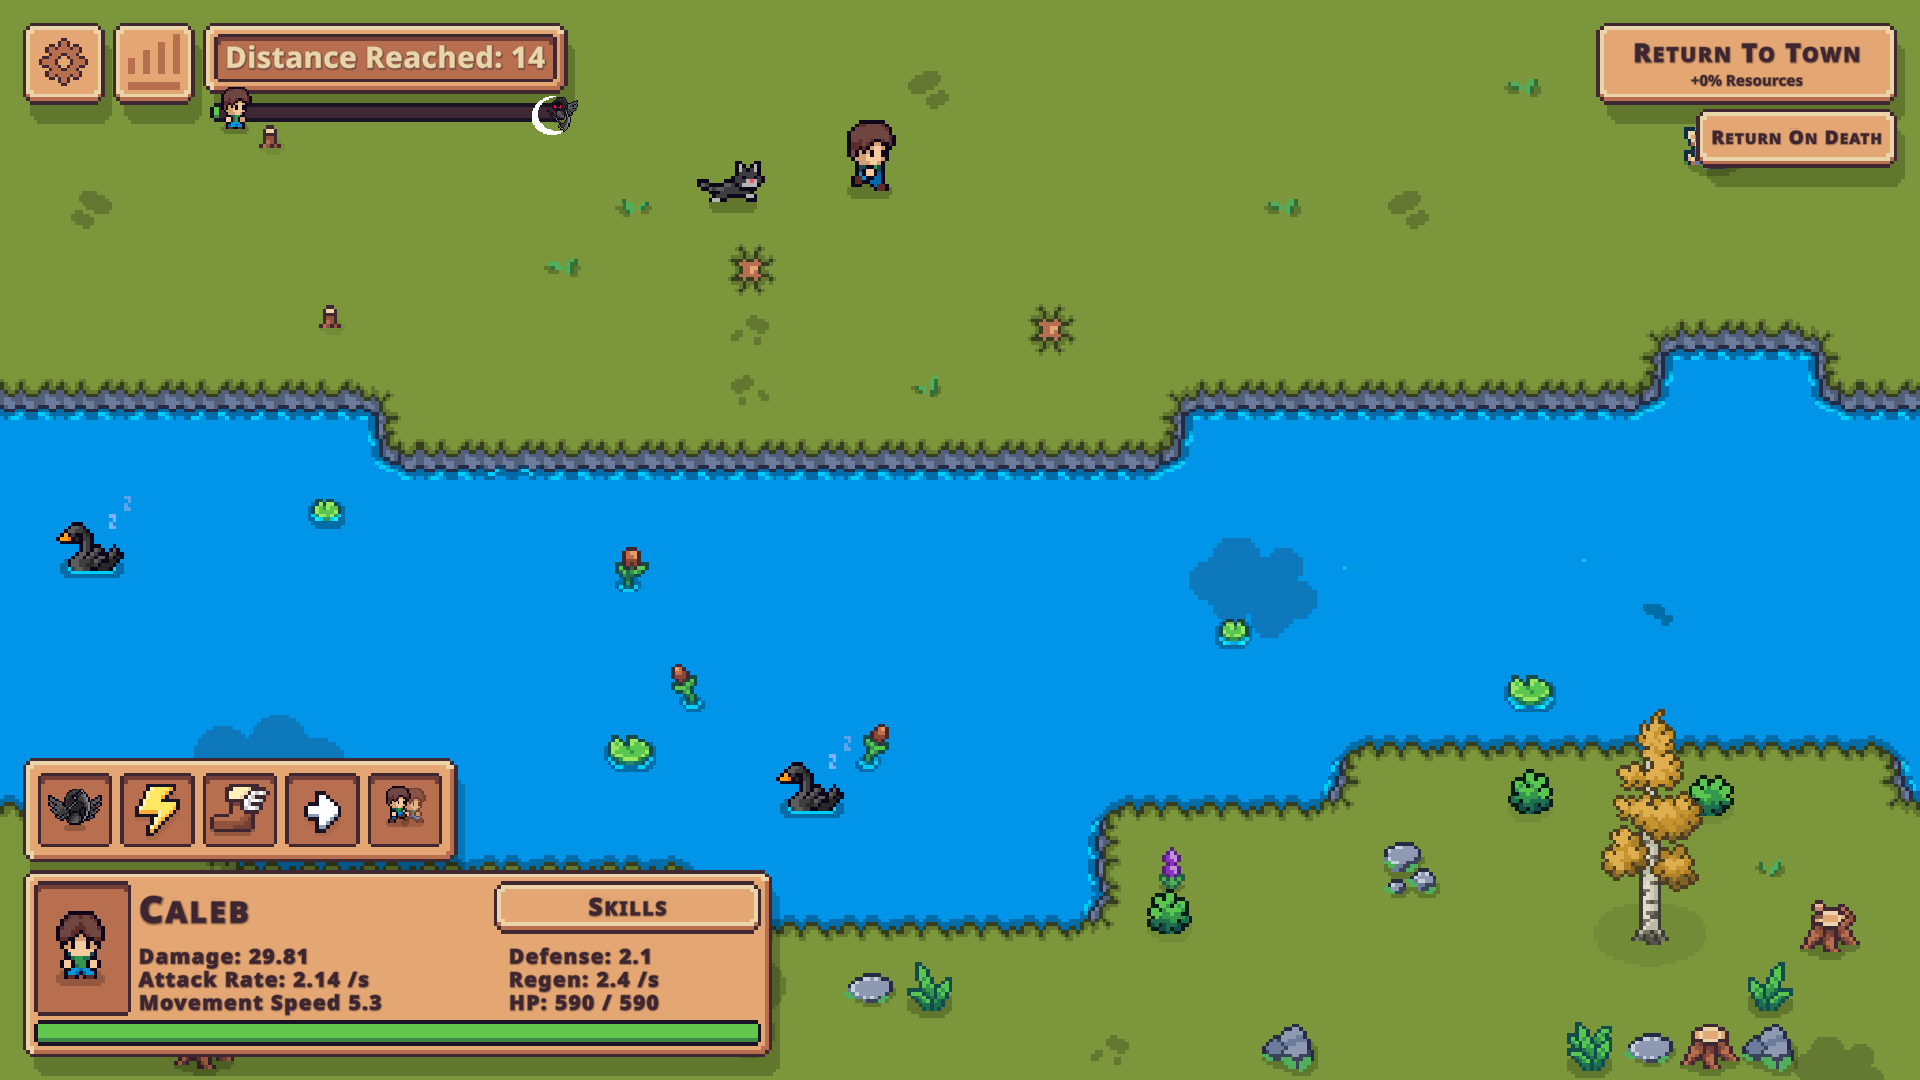 Distance Reached: 14
Return To Town
+0% Resources
Return On Death
z
z
z
z
Caleb
Skills
Damage: 29.81
Defense: 2.1
Attack Rate: 2.14 /s
Regen: 2.4 /s
Movement Speed 5.3
HP: 590 / 590